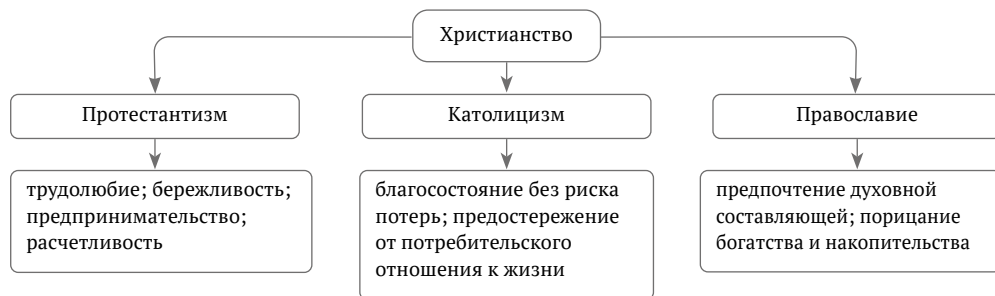 Христианство
Протестантизм
Католицизм
Православие
трудолюбие; бережливость;
предпринимательство;
расчетливость
благосостояние без риска
потерь; предостережение
от потребительского
отношения к жизни
предпочтение духовной
составляющей; порицание
богатства и накопительства